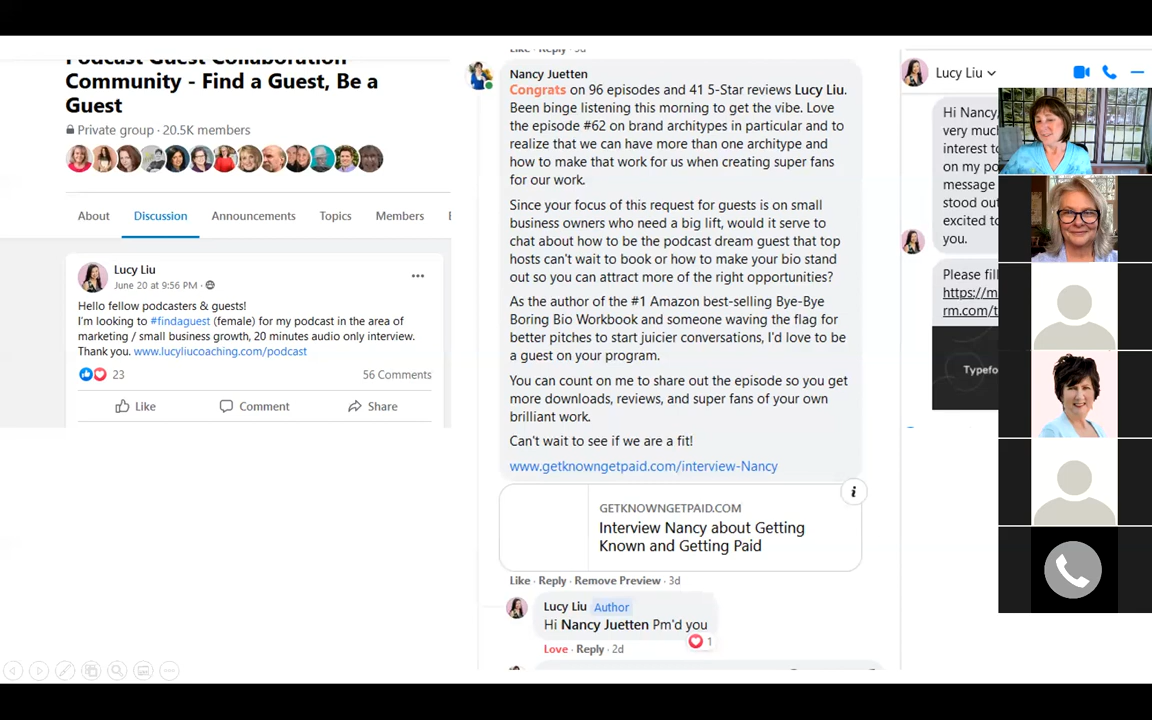 Podcast Guest Collaboration
Community - Find a Guest, Be a
Guest
Private group · 20.5K members
About
Discussion
Announcements
Topics
Members
Lucy Liu
June 20 at 9:56 PM ·
Hello fellow podcasters & guests!
I'm looking to #findaguest (female) for my podcast in the area of
marketing / small business growth, 20 minutes audio only interview.
Thank you. www.lucyliucoaching.com/podcast
23
56 Comments
Like
Comment
Share
Like · Reply · 3d
Nancy Juetten
Congrats on 96 episodes and 41 5-Star reviews Lucy Liu.
Been binge listening this morning to get the vibe. Love
the episode #62 on brand architypes in particular and to
realize that we can have more than one architype and
how to make that work for us when creating super fans
for our work.
Since your focus of this request for guests is on small
business owners who need a big lift, would it serve to
chat about how to be the podcast dream guest that top
hosts can't wait to book or how to make your bio stand
out so you can attract more of the right opportunities?
As the author of the #1 Amazon best-selling Bye-Bye
Boring Bio Workbook and someone waving the flag for
better pitches to start juicier conversations, I'd love to be
a guest on your program.
You can count on me to share out the episode so you get
more downloads, reviews, and super fans of your own
brilliant work.
Can't wait to see if we are a fit!
www.getknowngetpaid.com/interview-Nancy
GETKNOWNGETPAID.COM
Interview Nancy about Getting
Known and Getting Paid
Like · Reply · Remove Preview · 3d
Lucy Liu Author
Hi Nancy Juetten Pm'd you
1
Love · Reply · 2d
Lucy Liu
Hi Nancy,
very muc
interest to
on my po
message
stood out
excited to
you.
Please fil
https://m
rm.com/t
Typefo